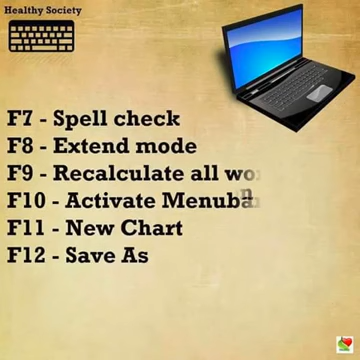 Healthy Society
F7 - Spell check
F8 - Extend mode
F9 - Recalculate all
F10 - Activate
F11 - New Chart
F12 - Save As